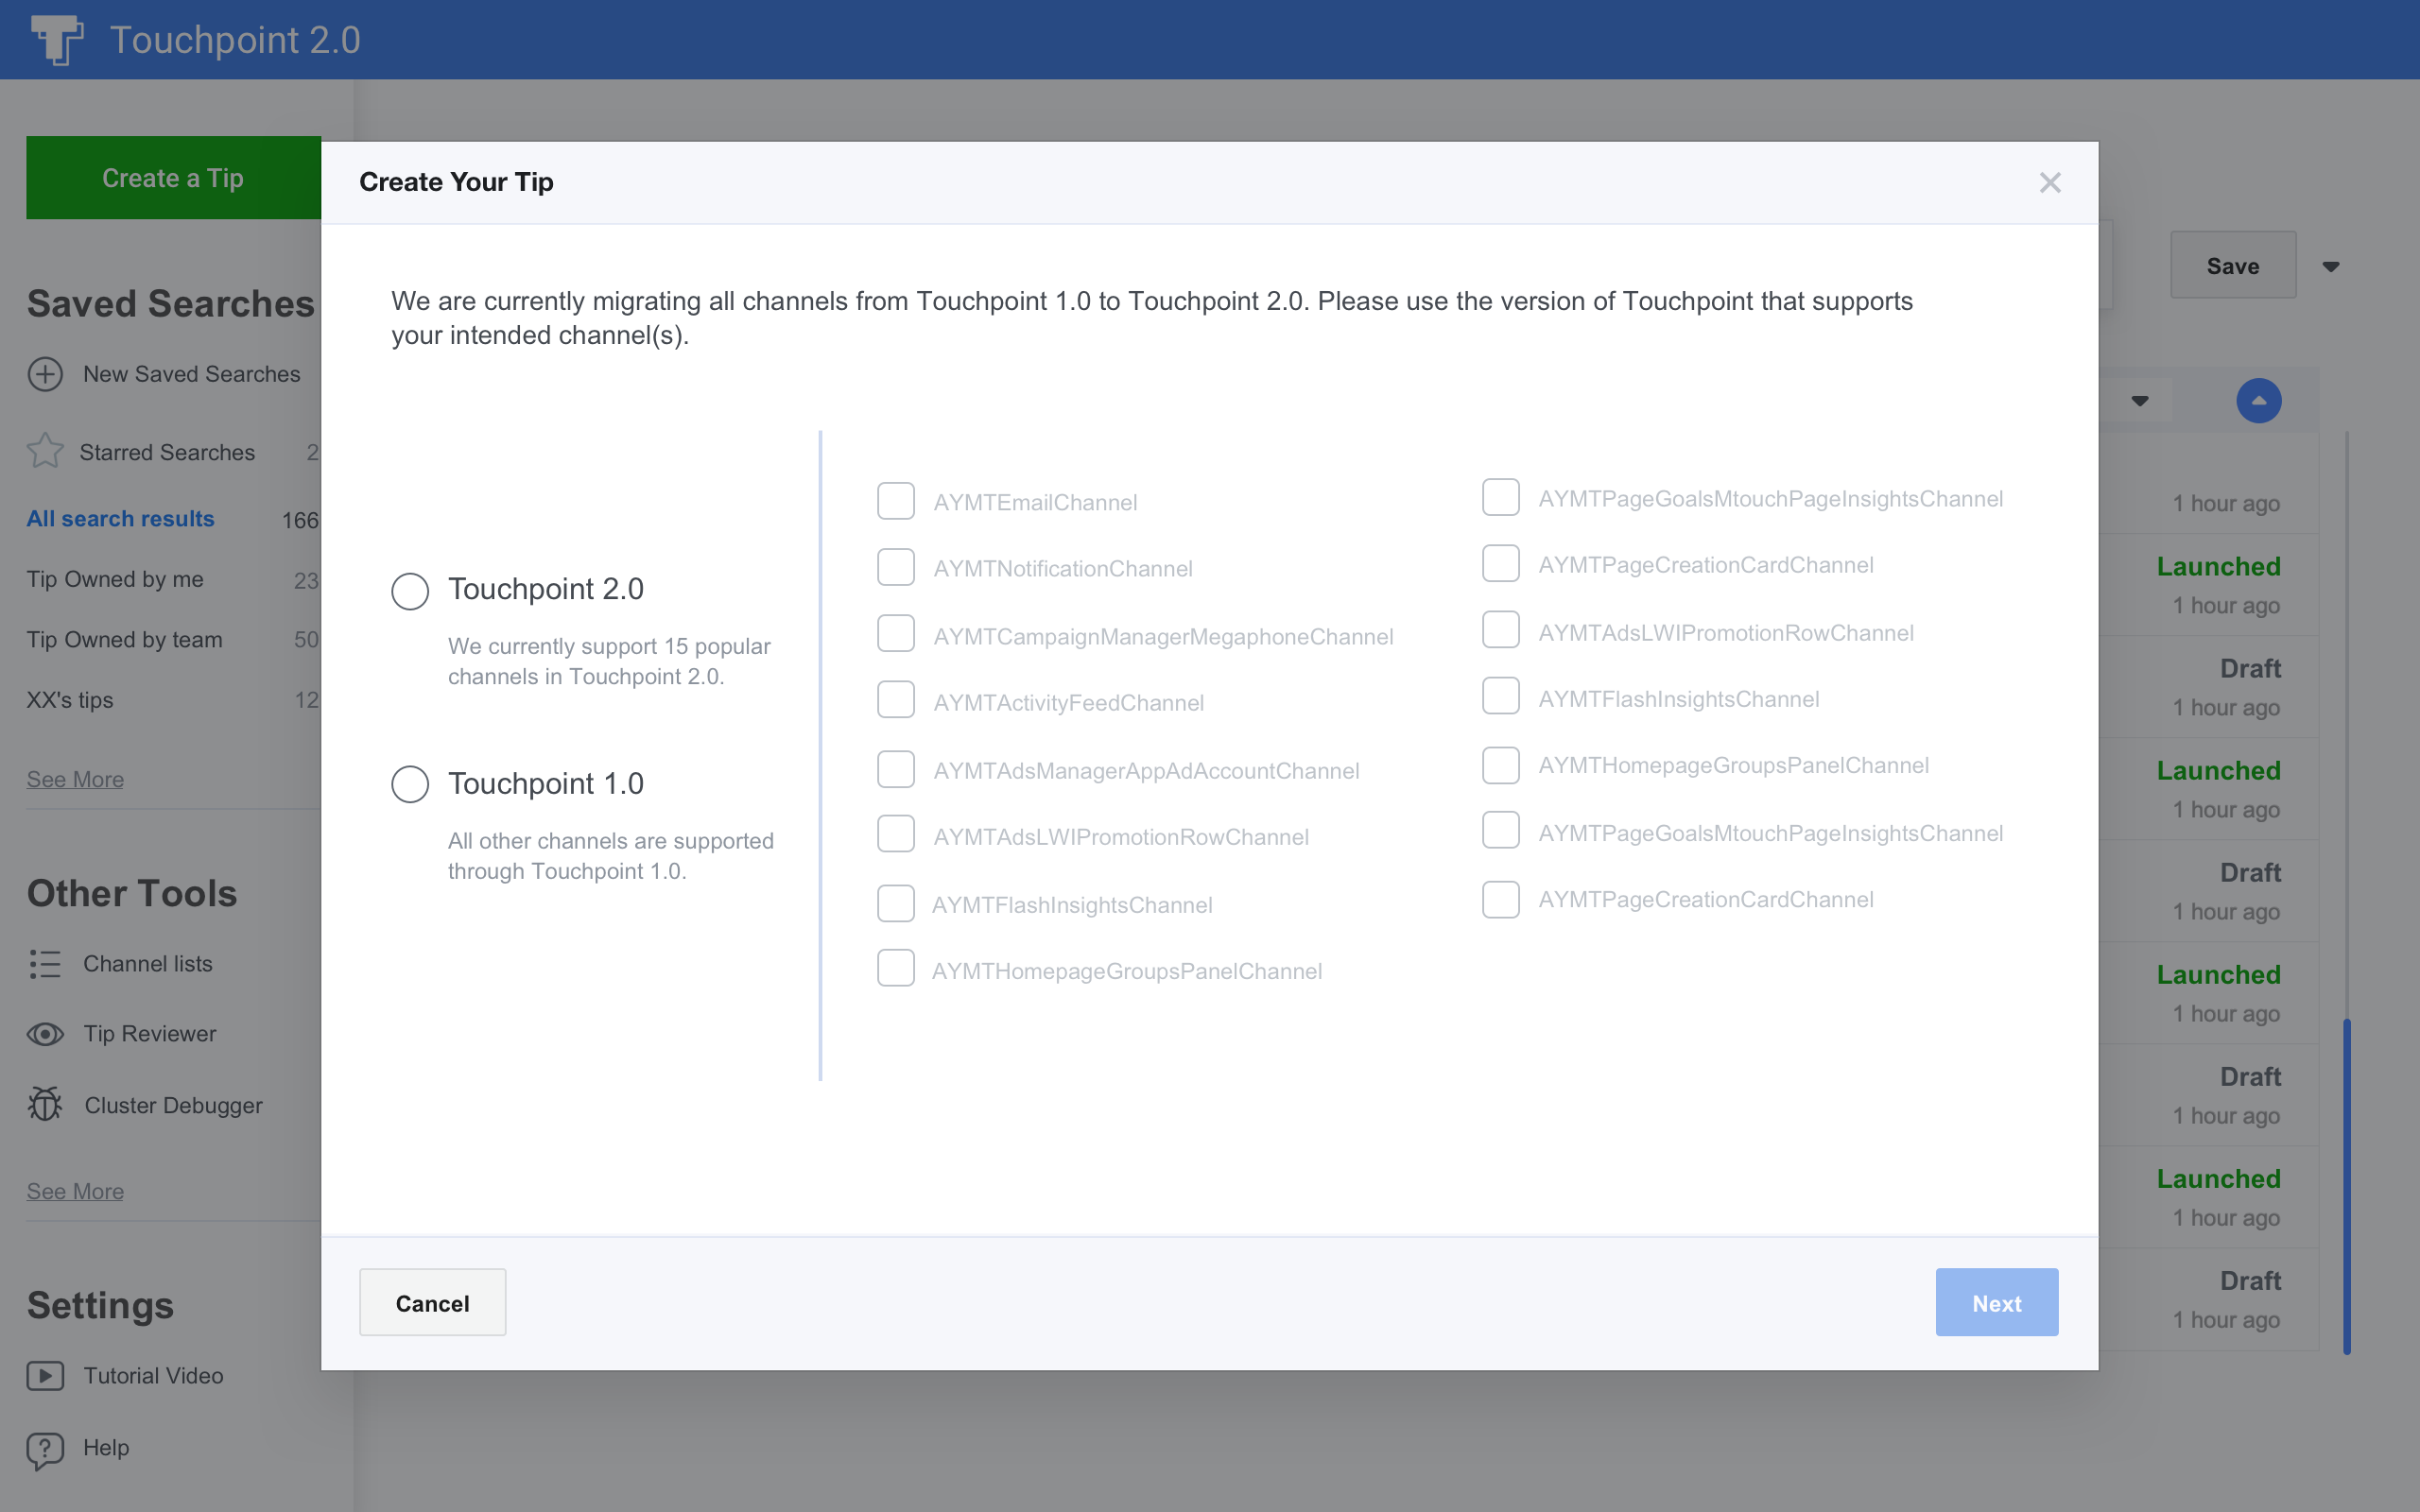 Touchpoint 2.0
Create a Tip
Saved Searches
New Saved Searches
Starred Searches 2
All search results 166
Tip Owned by me 23
Tip Owned by team 50
XX's tips 12
See More
Other Tools
Channel lists
Tip Reviewer
Cluster Debugger
See More
Settings
Tutorial Video
Help
Create Your Tip
We are currently migrating all channels from Touchpoint 1.0 to Touchpoint 2.0. Please use the version of Touchpoint that supports
your intended channel(s).
Touchpoint 2.0
We currently support 15 popular
channels in Touchpoint 2.0.
Touchpoint 1.0
All other channels are supported
through Touchpoint 1.0.
AYMTEmailChannel
AYMTNotificationChannel
AYMTCampaignManagerMegaphoneChannel
AYMTActivityFeedChannel
AYMTAdsManagerAppAdAccountChannel
AYMTAdsLWIPromotionRowChannel
AYMTFlashInsightsChannel
AYMTHomepageGroupsPanelChannel
AYMTPageGoalsMtouchPageInsightsChannel
AYMTPageCreationCardChannel
AYMTAdsLWIPromotionRowChannel
AYMTFlashInsightsChannel
AYMTHomepageGroupsPanelChannel
AYMTPageGoalsMtouchPageInsightsChannel
AYMTPageCreationCardChannel
Cancel
Next
Save
1 hour ago
Launched
1 hour ago
Draft
1 hour ago
Launched
1 hour ago
Draft
1 hour ago
Launched
1 hour ago
Draft
1 hour ago
Launched
1 hour ago
Draft
1 hour ago